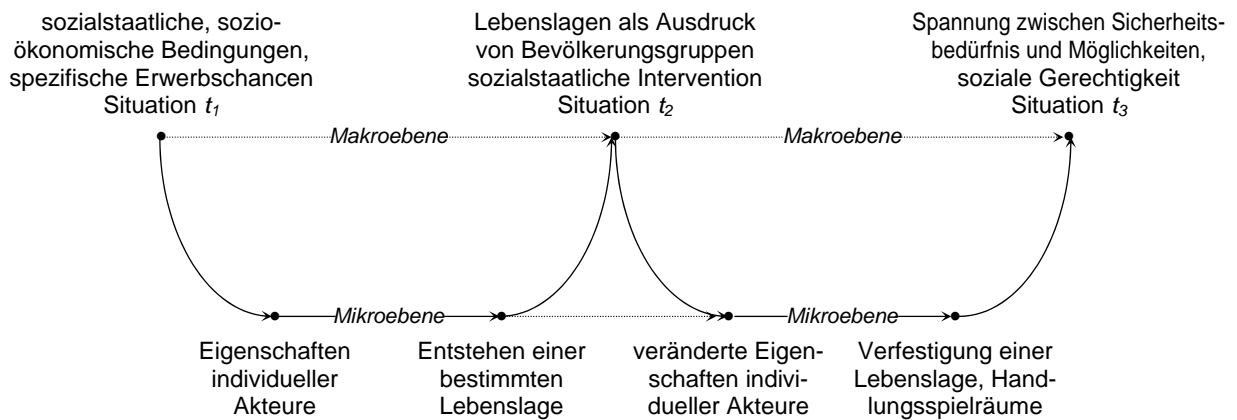 sozialstaatliche, sozio-
ökonomische Bedingungen,
spezifische Erwerbschancen
Situation t1
Lebenslagen als Ausdruck
von Bevölkerungsgruppen
sozialstaatliche Intervention
Situation t2
Spannung zwischen Sicherheits-
bedürfnis und Möglichkeiten,
soziale Gerechtigkeit
Situation t3
Makroebene
Makroebene
Mikroebene
Mikroebene
Eigenschaften
individueller
Akteure
Entstehen einer
bestimmten
Lebenslage
veränderte Eigen-
schaften indivi-
dueller Akteure
Verfestigung einer
Lebenslage, Hand-
lungsspielräume